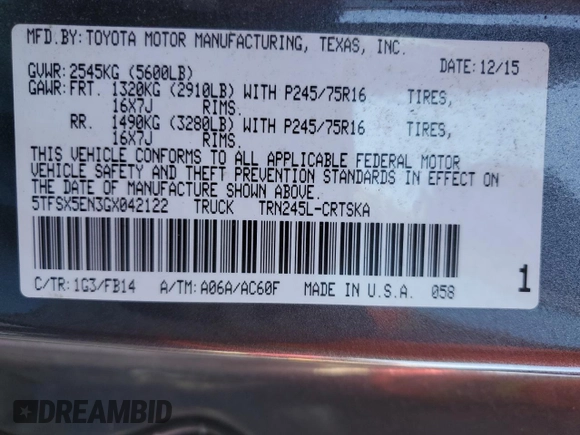 MFD.BY:TOYOTA MOTOR MANUFACTURING, TEXAS, INC.
GVWR:2545KG (5600LB) DATE:12/15
GAWR:FRT. 1320KG (2910LB) WITH P245/75R16 TIRES,
16X7J RIMS.
RR. 1490KG (3280LB) WITH P245/75R16 TIRES,
16X7J RIMS.
THIS VEHICLE CONFORMS TO ALL APPLICABLE FEDERAL MOTOR
VEHICLE SAFETY AND THEFT PREVENTION STANDARDS IN EFFECT ON
THE DATE OF MANUFACTURE SHOWN ABOVE.
5TFSX5EN3GX042122 TRUCK TRN245L-CRTSKA
1
C/TR:1G3/FB14 A/TM:A06A/AC60F MADE IN U.S.A. 058
DREAMBID